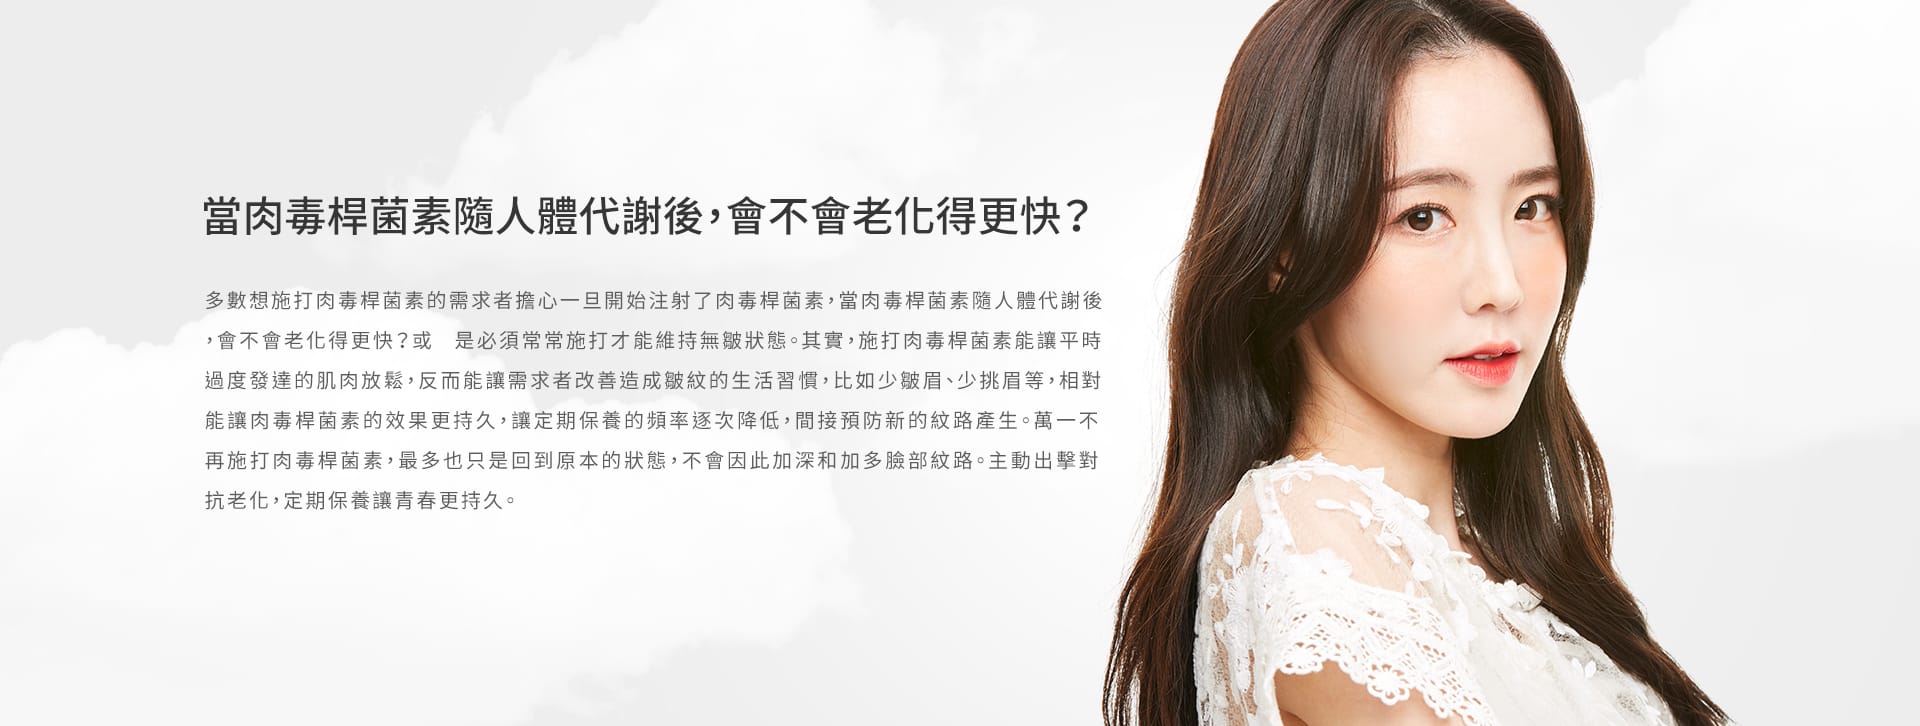 當肉毒桿菌素隨人體代謝後，會不會老化得更快？
多數想施打肉毒桿菌素的需求者擔心一旦開始注射了肉毒桿菌素，當肉毒桿菌素隨人體代謝後
，會不會老化得更快？或　是必須常常施打才能維持無皺狀態。其實，施打肉毒桿菌素能讓平時
過度發達的肌肉放鬆，反而能讓需求者改善造成皺紋的生活習慣，比如少皺眉、少挑眉等，相對
能讓肉毒桿菌素的效果更持久，讓定期保養的頻率逐次降低，間接預防新的紋路產生。萬一不
再施打肉毒桿菌素，最多也只是回到原本的狀態，不會因此加深和加多臉部紋路。主動出擊對
抗老化，定期保養讓青春更持久。